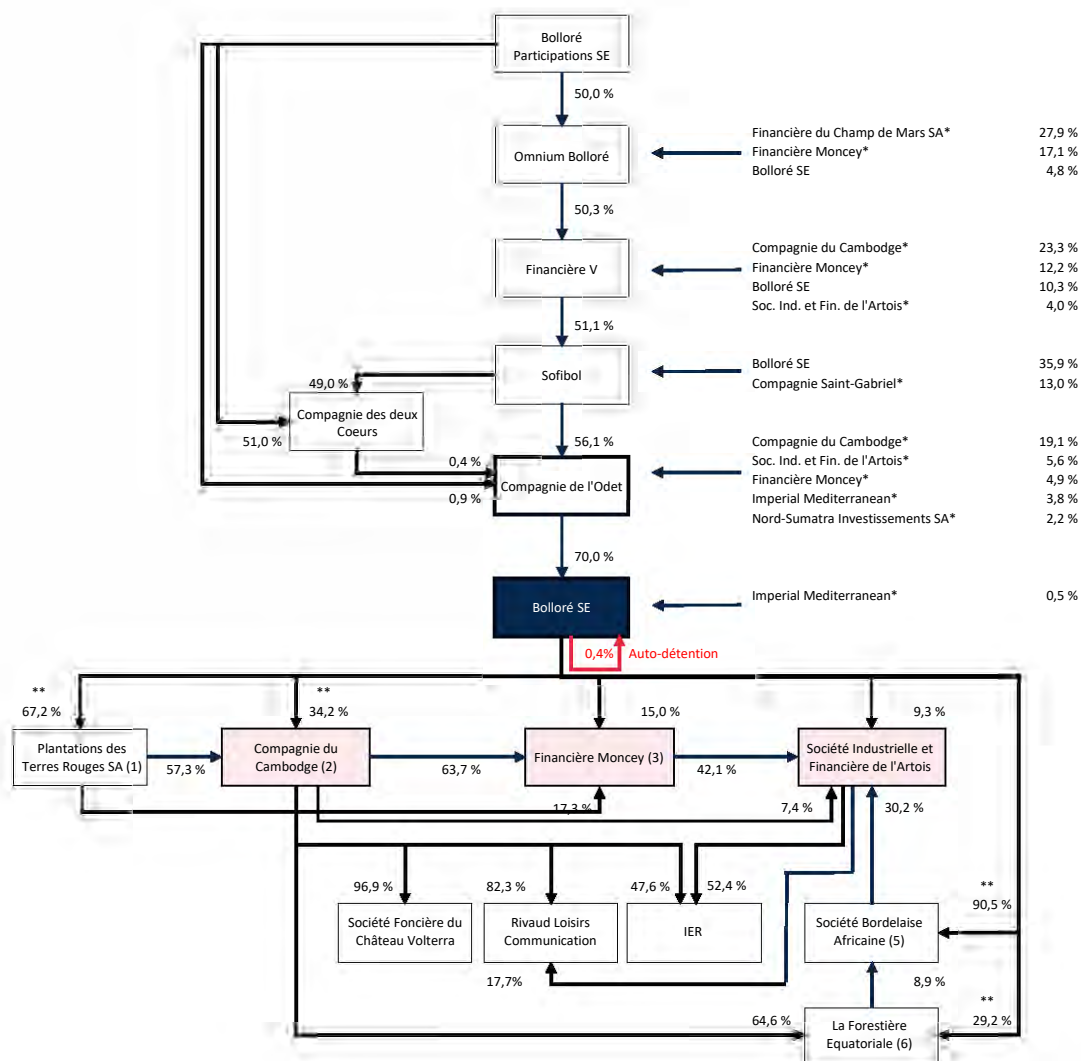 Bolloré
Participations SE
50,0 %
Omnium Bolloré
Financière du Champ de Mars SA* 27,9 %
Financière Moncey* 17,1 %
Bolloré SE 4,8 %
50,3 %
Financière V
Compagnie du Cambodge* 23,3 %
Financière Moncey* 12,2 %
Bolloré SE 10,3 %
Soc. Ind. et Fin. de l'Artois* 4,0 %
51,1 %
Sofibol
Bolloré SE 35,9 %
Compagnie Saint-Gabriel* 13,0 %
49,0 %
Compagnie des deux
Coeurs
51,0 %
56,1 %
0,4 %
0,9 %
Compagnie de l'Odet
Compagnie du Cambodge* 19,1 %
Soc. Ind. et Fin. de l'Artois* 5,6 %
Financière Moncey* 4,9 %
Imperial Mediterranean* 3,8 %
Nord-Sumatra Investissements SA* 2,2 %
70,0 %
Bolloré SE
Imperial Mediterranean* 0,5 %
0,4% Auto-détention
**
67,2 %
**
34,2 %
15,0 %
9,3 %
Plantations des
Terres Rouges SA (1)
57,3 %
Compagnie du
Cambodge (2)
63,7 %
Financière Moncey (3)
42,1 %
Société Industrielle et
Financière de l'Artois
17,3 %
7,4 %
30,2 %
96,9 %
82,3 %
47,6 %
52,4 %
**
90,5 %
Société Foncière du
Château Volterra
Rivaud Loisirs
Communication
IER
Société Bordelaise
Africaine (5)
17,7%
8,9 %
64,6 %
**
29,2 %
La Forestière
Equatoriale (6)